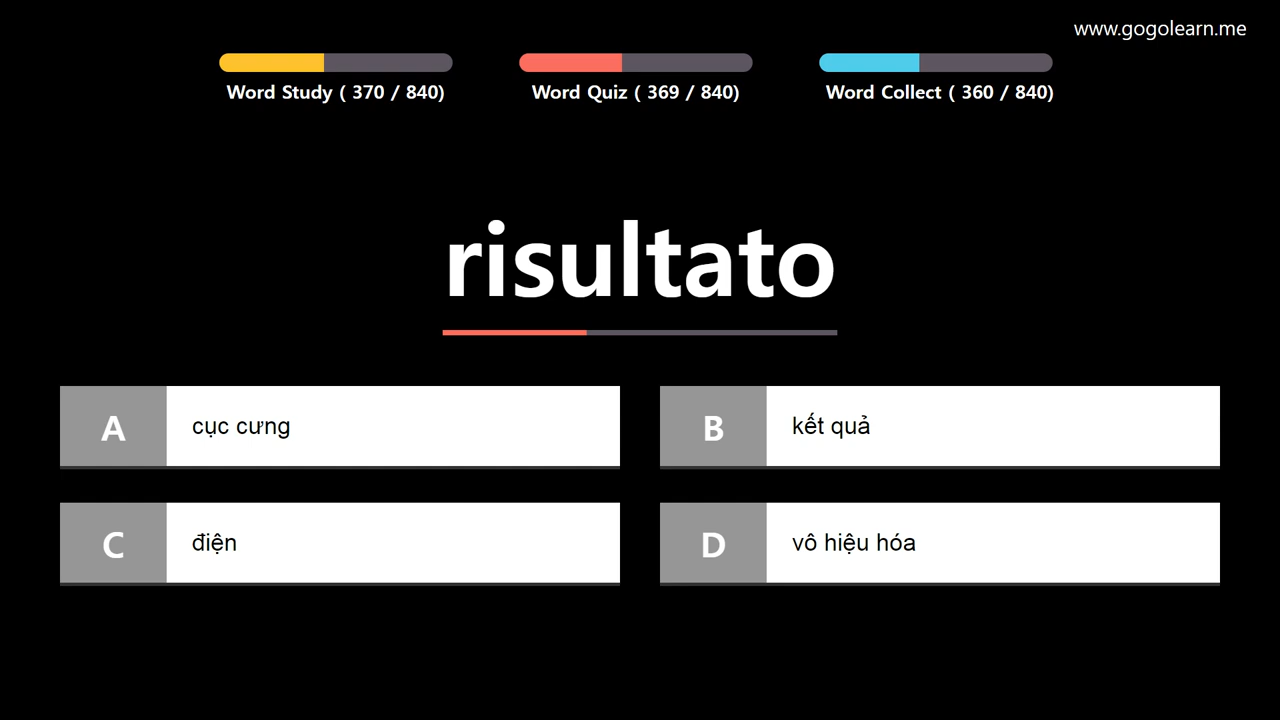 www.gogolearn.me
Word Study ( 370 / 840)
Word Quiz ( 369 / 840)
Word Collect ( 360 / 840)
risultato
A
cục cưng
B
kết quả
C
điện
D
vô hiệu hóa